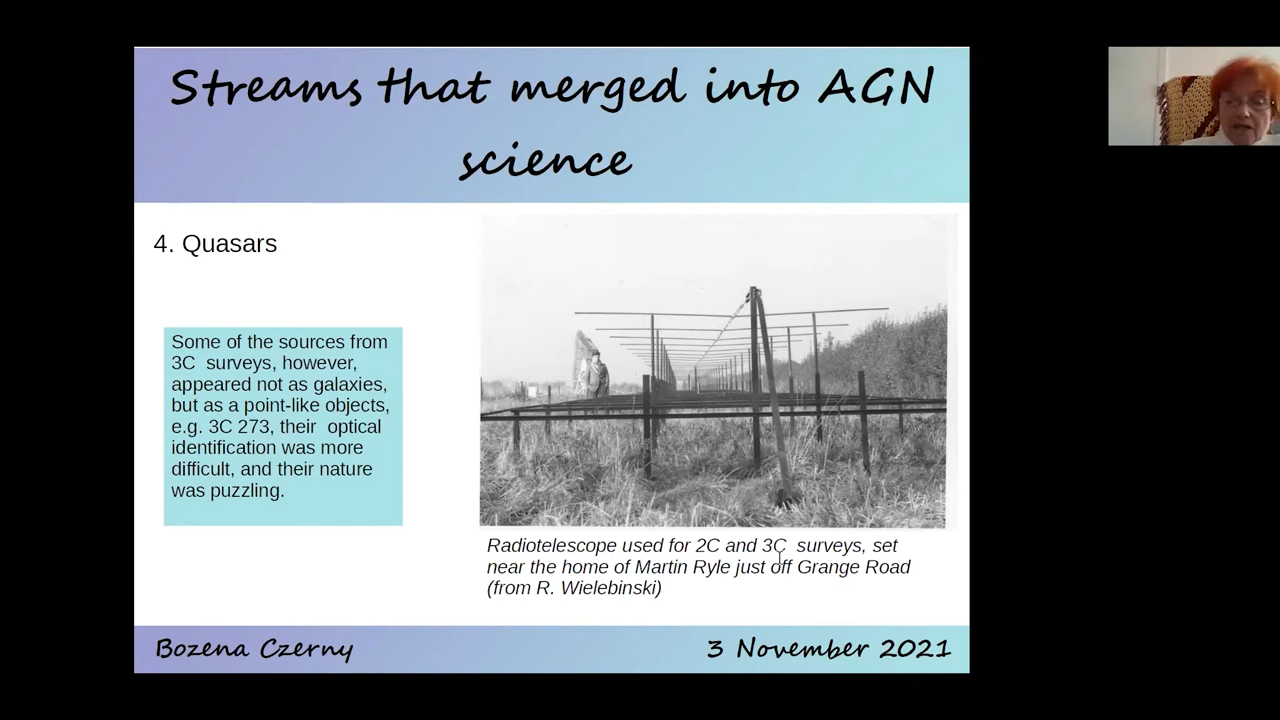 Streams that merged into AGN
science
4. Quasars
Some of the sources from
3C surveys, however,
appeared not as galaxies,
but as a point-like objects,
e.g. 3C 273, their optical
identification was more
difficult, and their nature
was puzzling.
Radiotelescope used for 2C and 3C surveys, set
near the home of Martin Ryle just off Grange Road
(from R. Wielebinski)
Bozena Czerny
3 November 2021